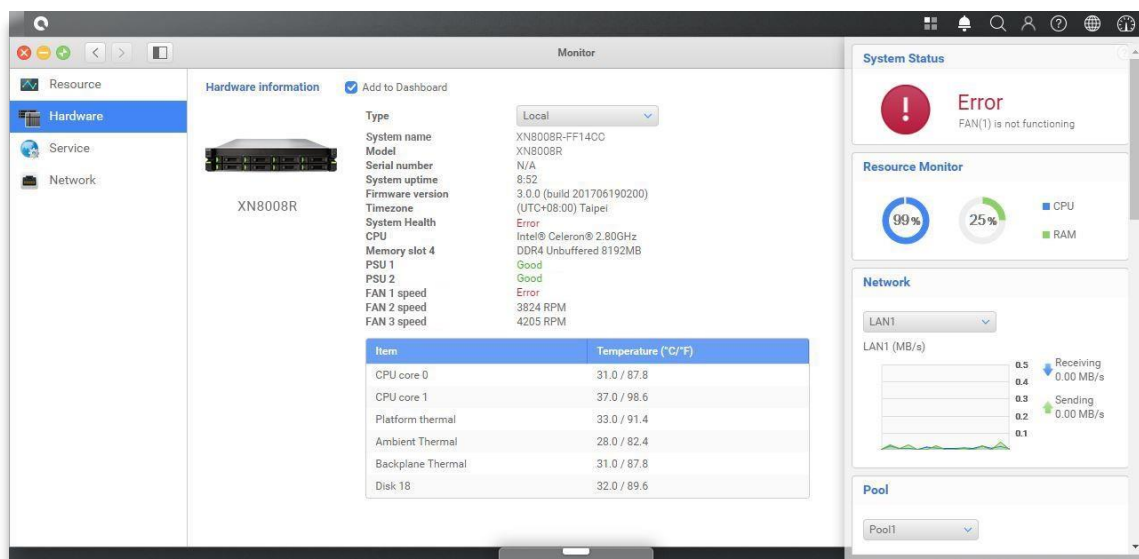 Monitor
Resource
Hardware
Service
Network
Hardware information
Add to Dashboard
XN8008R
Type Local
System name XN8008R-FF14CC
Model XN8008R
Serial number N/A
System uptime 8:52
Firmware version 3.0.0 (build 201706190200)
Timezone (UTC+08:00) Taipei
System Health Error
CPU Intel® Celeron® 2.80GHz
Memory slot 4 DDR4 Unbuffered 8192MB
PSU 1 Good
PSU 2 Good
FAN 1 speed Error
FAN 2 speed 3824 RPM
FAN 3 speed 4205 RPM
Item Temperature (°C/°F)
CPU core 0 31.0 / 87.8
CPU core 1 37.0 / 98.6
Platform thermal 33.0 / 91.4
Ambient Thermal 28.0 / 82.4
Backplane Thermal 31.0 / 87.8
Disk 18 32.0 / 89.6
System Status
Error
FAN(1) is not functioning
Resource Monitor
99%
25%
CPU
RAM
Network
LAN1
LAN1 (MB/s)
0.5
0.4
0.3
0.2
0.1
Receiving
0.00 MB/s
Sending
0.00 MB/s
Pool
Pool1